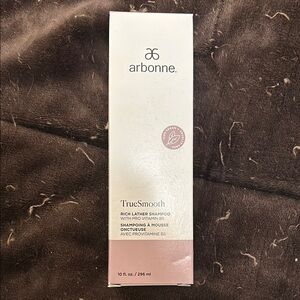 arbonne.
TrueSmooth
RICH LATHER SHAMPOO
WITH PRO VITAMIN B5
SHAMPOING À MOUSSE
ONCTUEUSE
AVEC PROVITAMINE B5
10 fl. oz. / 296 ml